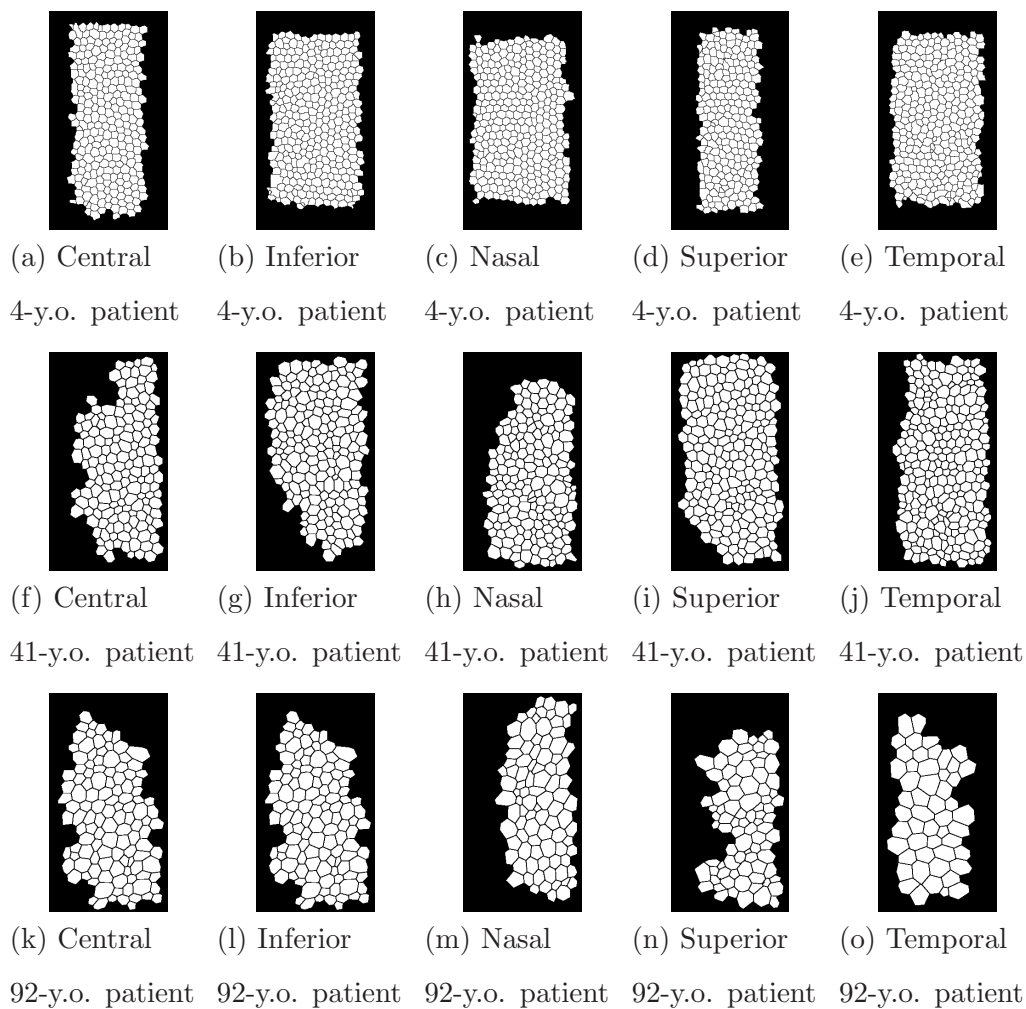 (a) Central (b) Inferior (c) Nasal (d) Superior (e) Temporal
4-y.o. patient 4-y.o. patient 4-y.o. patient 4-y.o. patient 4-y.o. patient
(f) Central (g) Inferior (h) Nasal (i) Superior (j) Temporal
41-y.o. patient 41-y.o. patient 41-y.o. patient 41-y.o. patient 41-y.o. patient
(k) Central (l) Inferior (m) Nasal (n) Superior (o) Temporal
92-y.o. patient 92-y.o. patient 92-y.o. patient 92-y.o. patient 92-y.o. patient